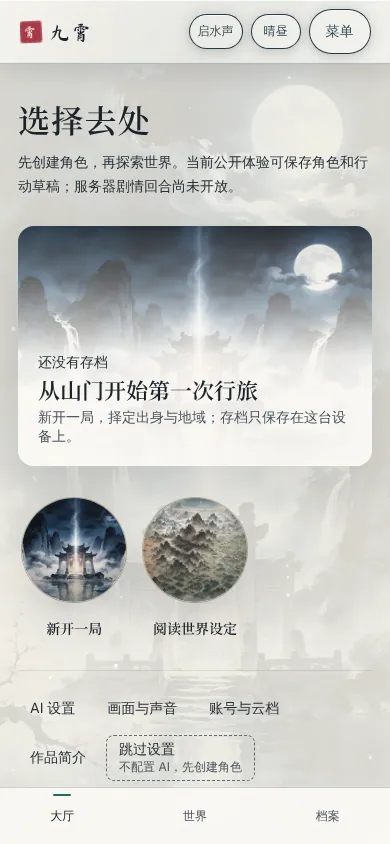 霄 九霄 启水声 晴昼 菜单
选择去处
先创建角色，再探索世界。当前公开体验可保存角色和行
动草稿；服务器剧情回合尚未开放。
还没有存档
从山门开始第一次行旅
新开一局，择定出身与地域；存档只保存在这台设
备上。
新开一局 阅读世界设定
AI 设置 画面与声音 账号与云档
作品简介 跳过设置
不配置 AI，先创建角色
大厅 世界 档案